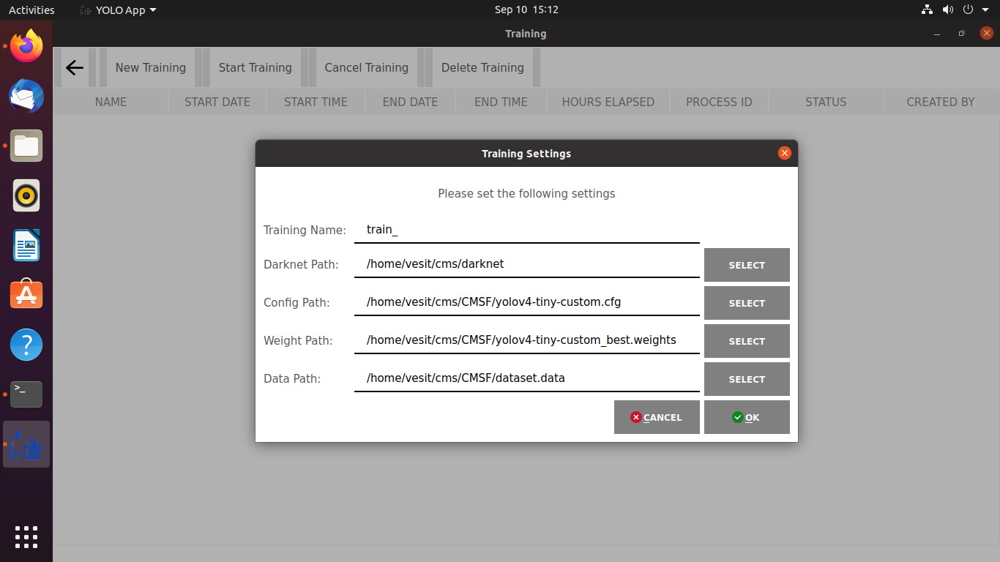 Activities YOLO App Sep 10 15:12
Training
New Training Start Training Cancel Training Delete Training
NAME START DATE START TIME END DATE END TIME HOURS ELAPSED PROCESS ID STATUS CREATED BY
Training Settings
Please set the following settings
Training Name: train_
Darknet Path: /home/vesit/cms/darknet SELECT
Config Path: /home/vesit/cms/CMSF/yolov4-tiny-custom.cfg SELECT
Weight Path: /home/vesit/cms/CMSF/yolov4-tiny-custom_best.weights SELECT
Data Path: /home/vesit/cms/CMSF/dataset.data SELECT
CANCEL OK